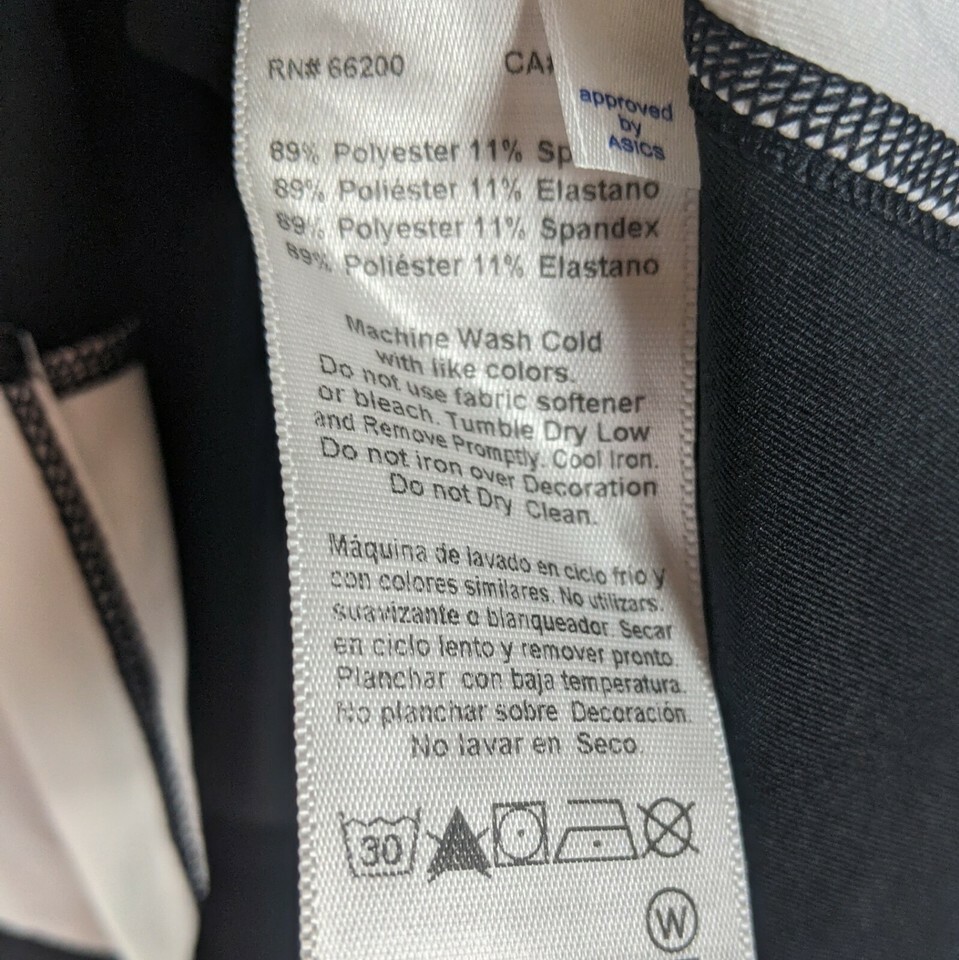 RN# 66200 CA#
approved
by
ASICS
89% Polyester 11% Sp
89% Poliéster 11% Elastano
89% Polyester 11% Spandex
89% Poliéster 11% Elastano
Machine Wash Cold
with like colors.
Do not use fabric softener
or bleach. Tumble Dry Low
and Remove Promptly. Cool Iron.
Do not iron over Decoration
Do not Dry Clean.
Máquina de lavado en ciclo frio y
con colores similares. No utilizars.
suavizante o blanqueador. Secar
en ciclo lento y remover pronto.
Planchar con baja temperatura.
No planchar sobre Decoración.
No lavar en Seco
30
W